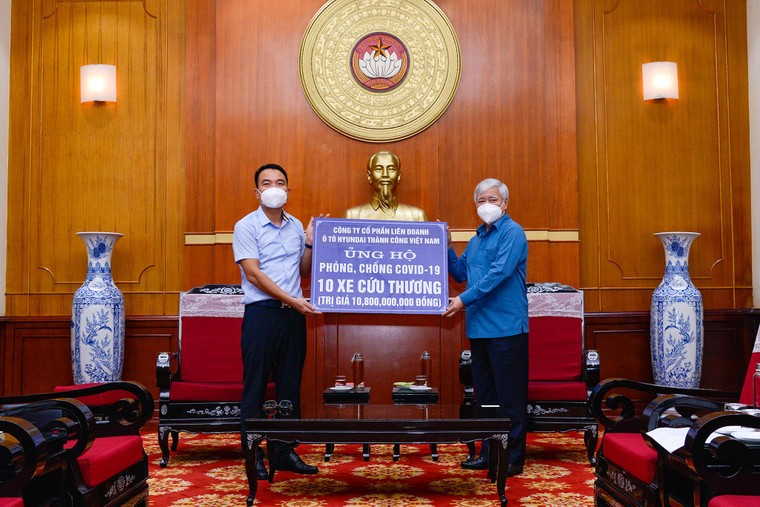 CÔNG TY CỔ PHẦN LIÊN DOANH
Ô TÔ HYUNDAI THÀNH CÔNG VIỆT NAM
ỦNG HỘ
PHÒNG, CHỐNG COVID-19
10 XE CỨU THƯƠNG
(TRỊ GIÁ 10,800,000,000 ĐỒNG)